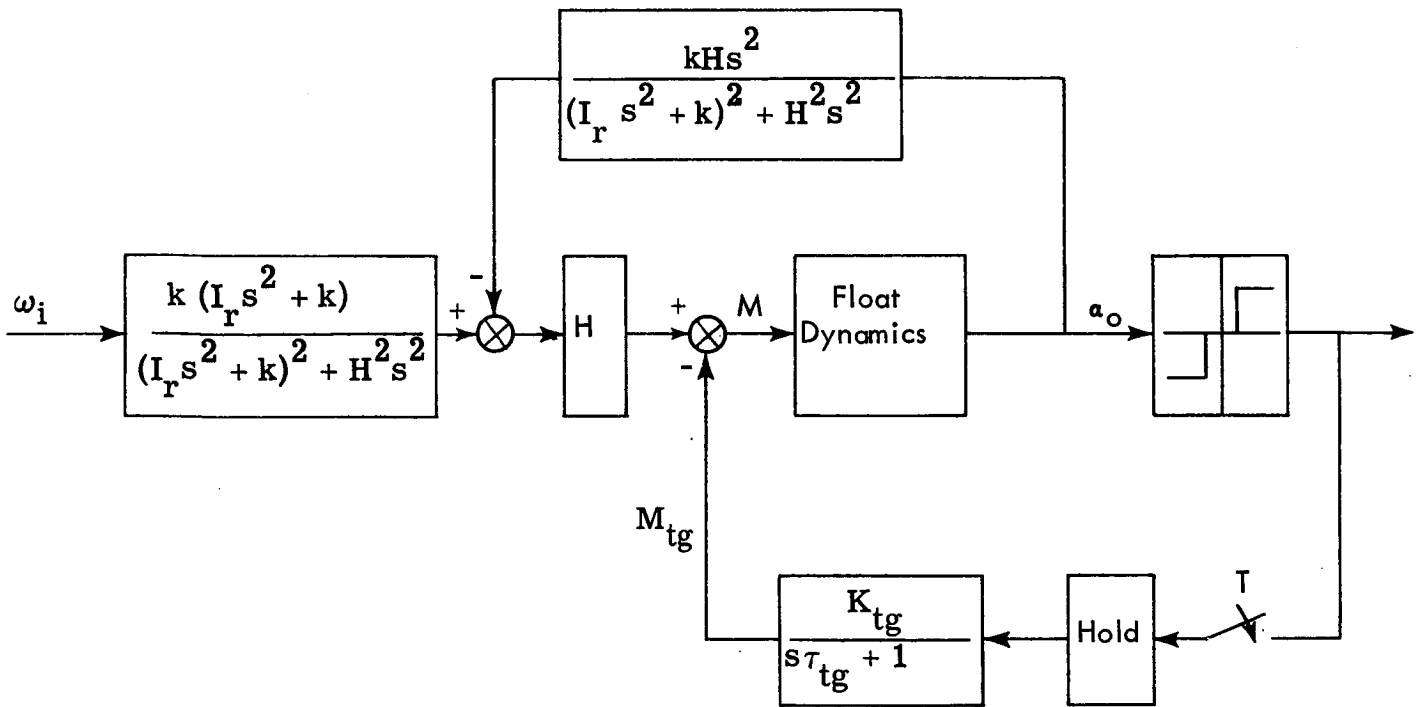 kHs²
(I_r s² + k)² + H²s²
-
ω_i
k (I_r s² + k)
(I_r s² + k)² + H²s²
+
H
+
-
M
Float
Dynamics
α_o
M_tg
K_tg
sτ_tg + 1
Hold
T